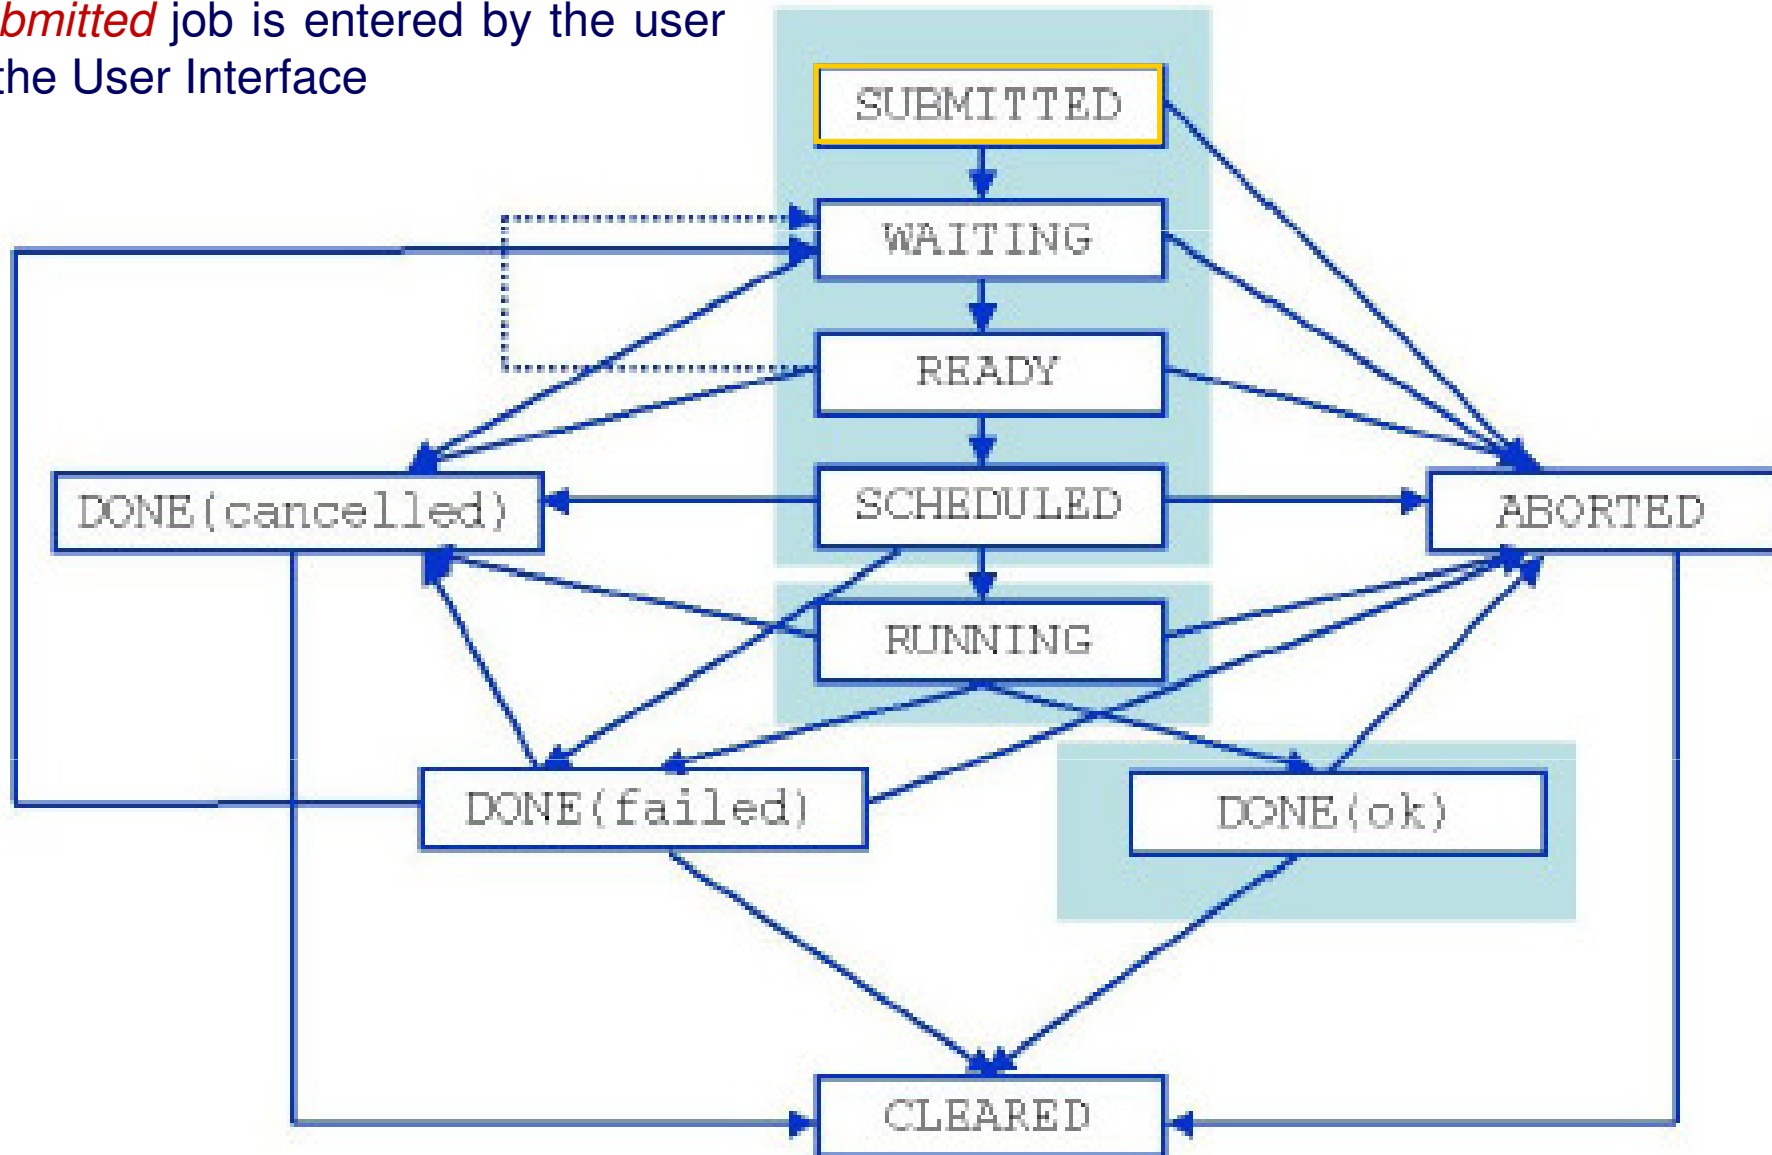 bmitted job is entered by the user
the User Interface
SUBMITTED
WAITING
READY
SCHEDULED
DONE(cancelled)
ABORTED
RUNNING
DONE(failed)
DONE(ok)
CLEARED